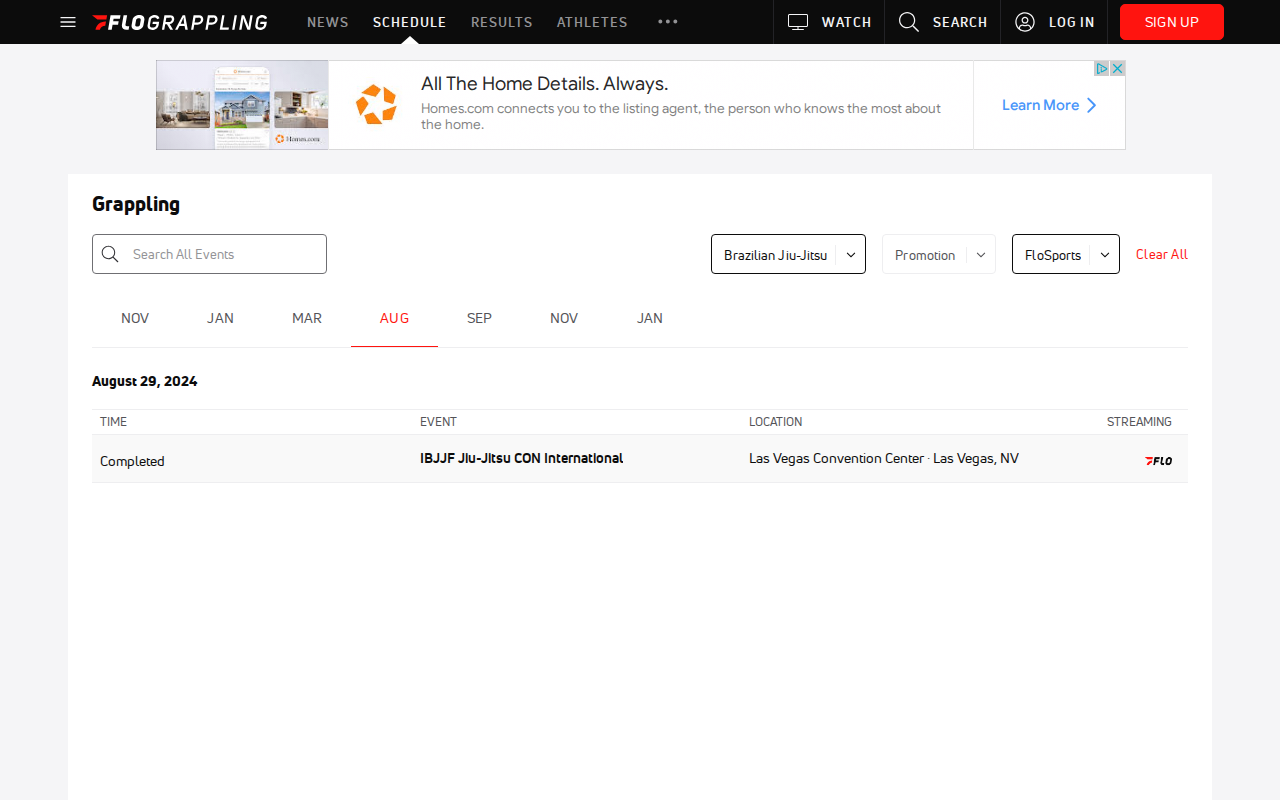 FLOGRAPPLING NEWS SCHEDULE RESULTS ATHLETES WATCH SEARCH LOG IN SIGN UP
All The Home Details. Always.
Homes.com connects you to the listing agent, the person who knows the most about
the home.
Learn More
Homes.com
Grappling
Search All Events
Brazilian Jiu-Jitsu Promotion FloSports Clear All
NOV JAN MAR AUG SEP NOV JAN
August 29, 2024
TIME EVENT LOCATION STREAMING
Completed IBJJF Jiu-Jitsu CON International Las Vegas Convention Center · Las Vegas, NV FLO